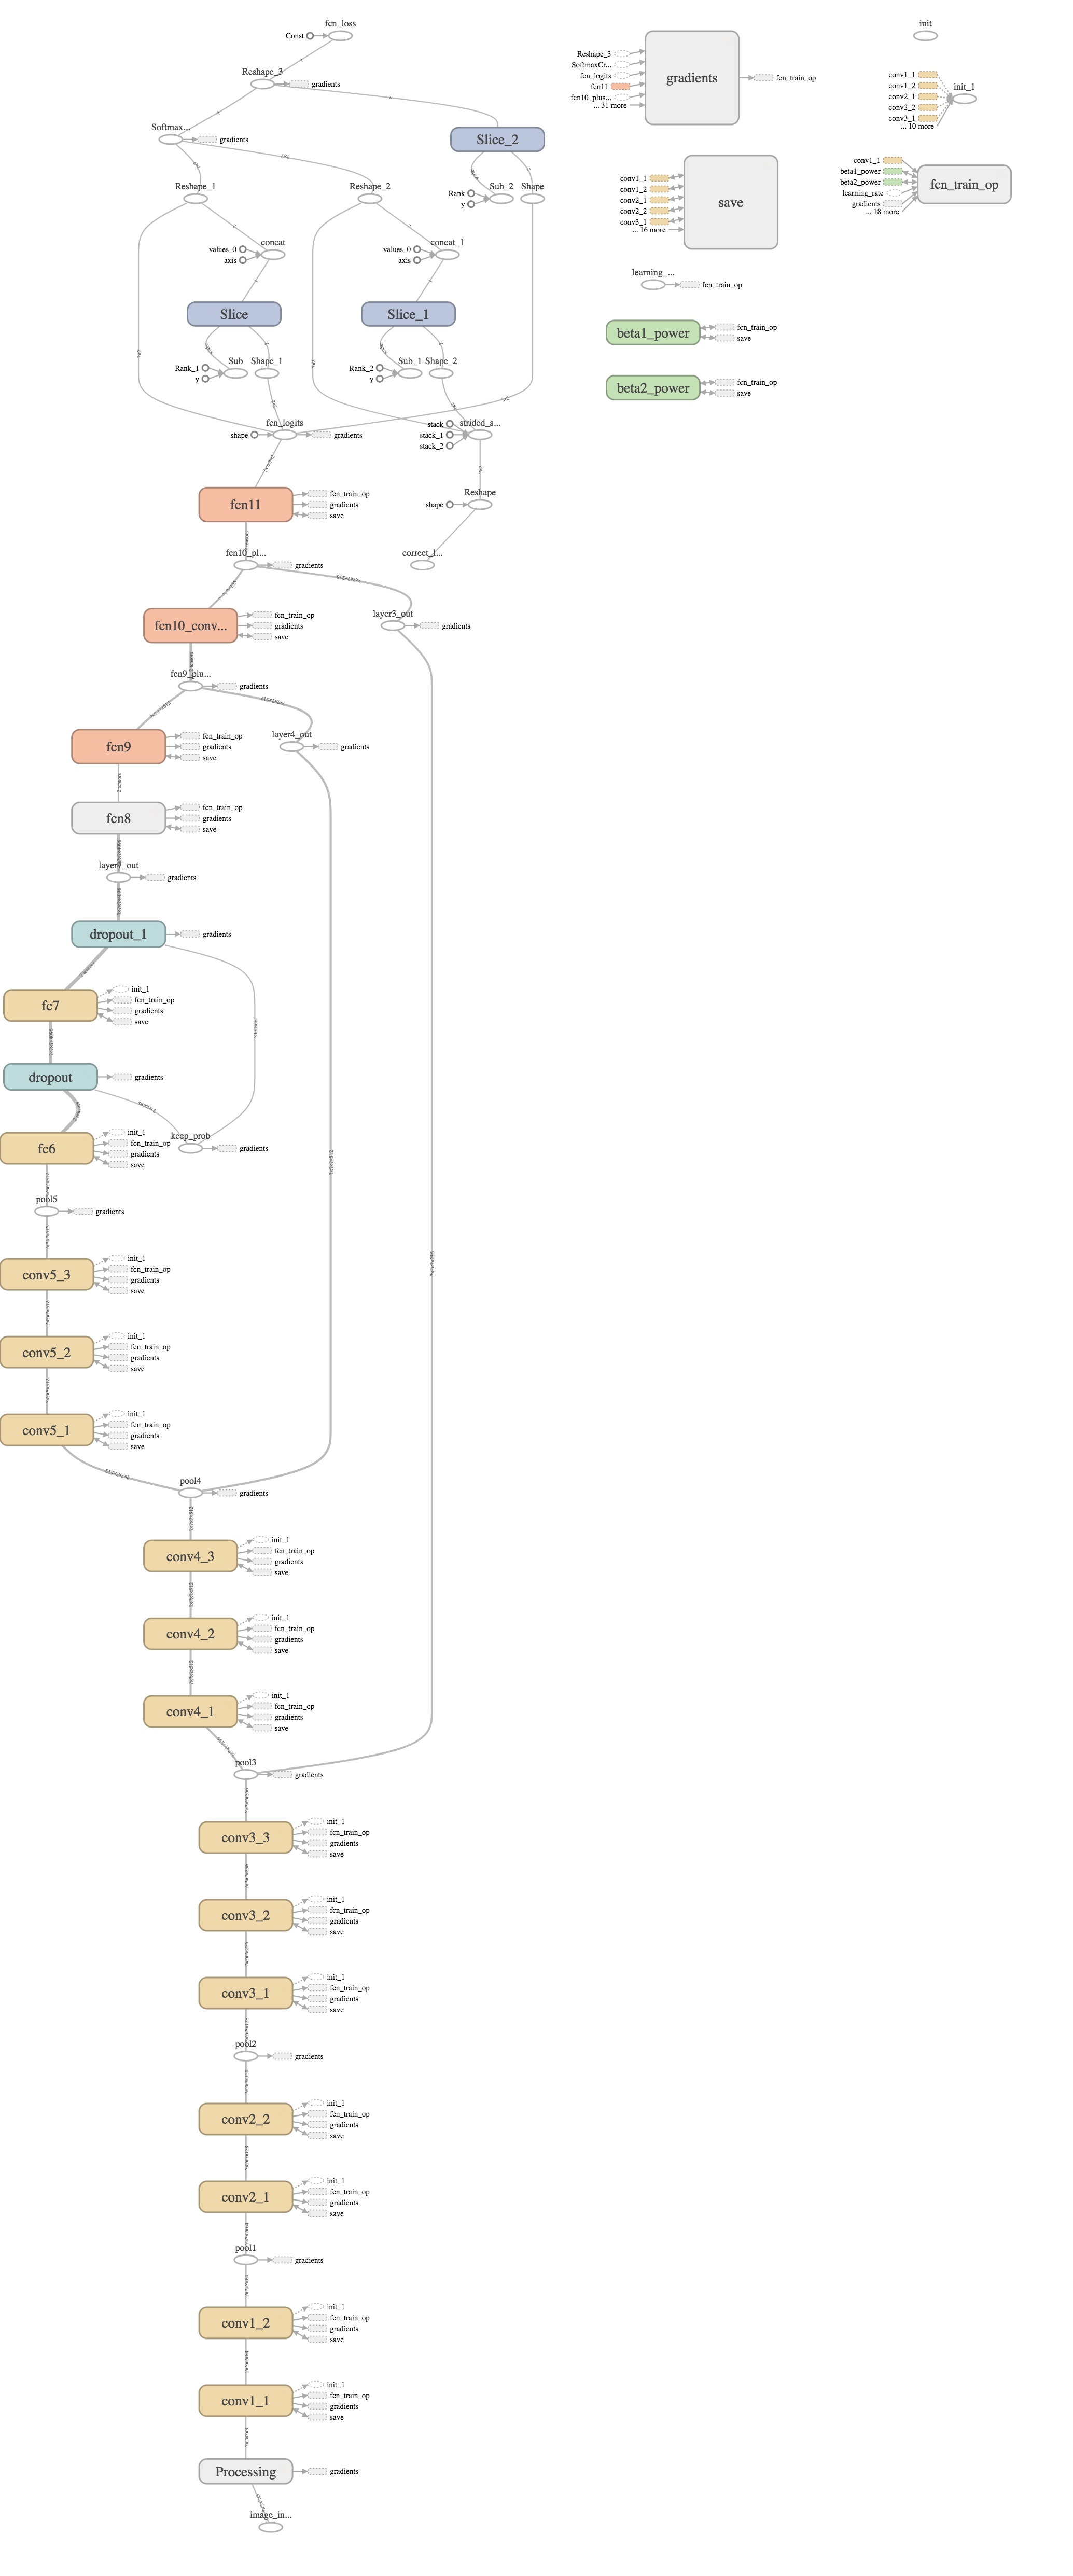 fcn_loss
Const
Reshape_3
gradients
Softmax...
gradients
Slice_2
Reshape_1
Reshape_2
Rank
y
Sub_2
Shape
values_0
axis
concat
values_0
axis
concat_1
Slice
Slice_1
Rank_1
y
Sub
Shape_1
Rank_2
y
Sub_1
Shape_2
shape
fcn_logits
gradients
stack
stack_1
stack_2
strided_s...
fcn11
fcn_train_op
gradients
save
shape
Reshape
fcn10_pl...
gradients
correct_l...
fcn10_conv...
fcn_train_op
gradients
save
layer3_out
gradients
fcn9_plu...
gradients
fcn9
fcn_train_op
gradients
save
layer4_out
gradients
fcn8
fcn_train_op
gradients
save
layer7_out
gradients
dropout_1
gradients
fc7
init_1
fcn_train_op
gradients
save
dropout
gradients
2 tensors
fc6
init_1
fcn_train_op
gradients
save
keep_prob
gradients
pool5
gradients
conv5_3
init_1
fcn_train_op
gradients
save
conv5_2
init_1
fcn_train_op
gradients
save
conv5_1
init_1
fcn_train_op
gradients
save
pool4
gradients
conv4_3
init_1
fcn_train_op
gradients
save
conv4_2
init_1
fcn_train_op
gradients
save
conv4_1
init_1
fcn_train_op
gradients
save
pool3
gradients
conv3_3
init_1
fcn_train_op
gradients
save
conv3_2
init_1
fcn_train_op
gradients
save
conv3_1
init_1
fcn_train_op
gradients
save
pool2
gradients
conv2_2
init_1
fcn_train_op
gradients
save
conv2_1
init_1
fcn_train_op
gradients
save
pool1
gradients
conv1_2
init_1
fcn_train_op
gradients
save
conv1_1
init_1
fcn_train_op
gradients
save
Processing
gradients
image_in...
Reshape_3
SoftmaxCr...
fcn_logits
fcn11
fcn10_plus...
... 31 more
gradients
fcn_train_op
conv1_1
conv1_2
conv2_1
conv2_2
conv3_1
... 16 more
save
learning_...
fcn_train_op
beta1_power
fcn_train_op
save
beta2_power
fcn_train_op
save
init
conv1_1
conv1_2
conv2_1
conv2_2
conv3_1
... 10 more
init_1
conv1_1
beta1_power
beta2_power
learning_rate
gradients
... 18 more
fcn_train_op